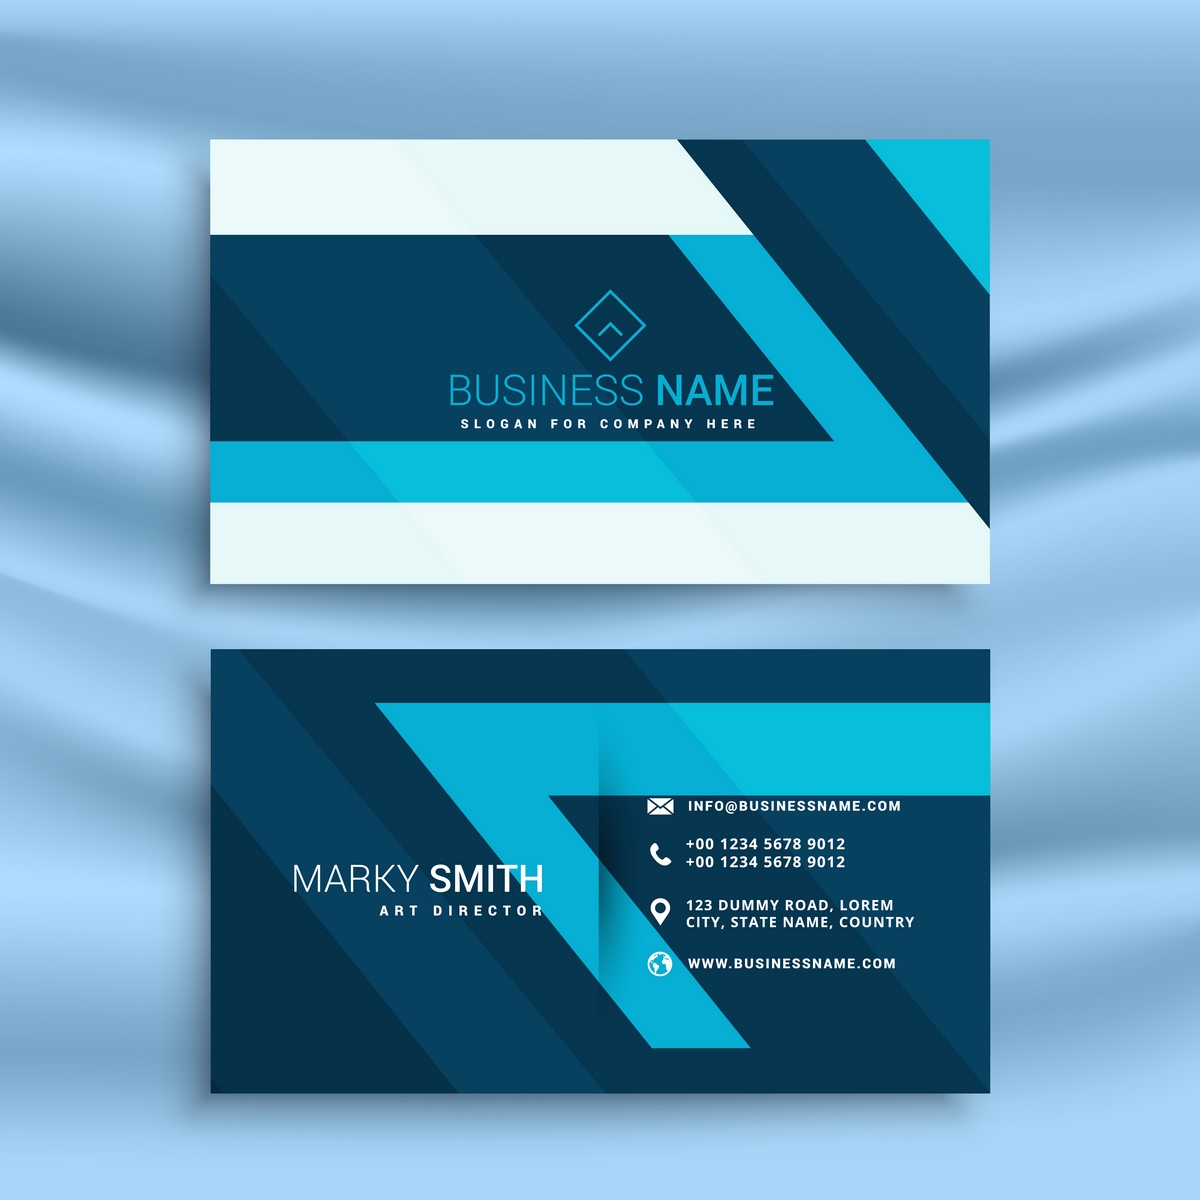 BUSINESS NAME
SLOGAN FOR COMPANY HERE
MARKY SMITH
ART DIRECTOR
INFO@BUSINESSNAME.COM
+00 1234 5678 9012
+00 1234 5678 9012
123 DUMMY ROAD, LOREM
CITY, STATE NAME, COUNTRY
WWW.BUSINESSNAME.COM